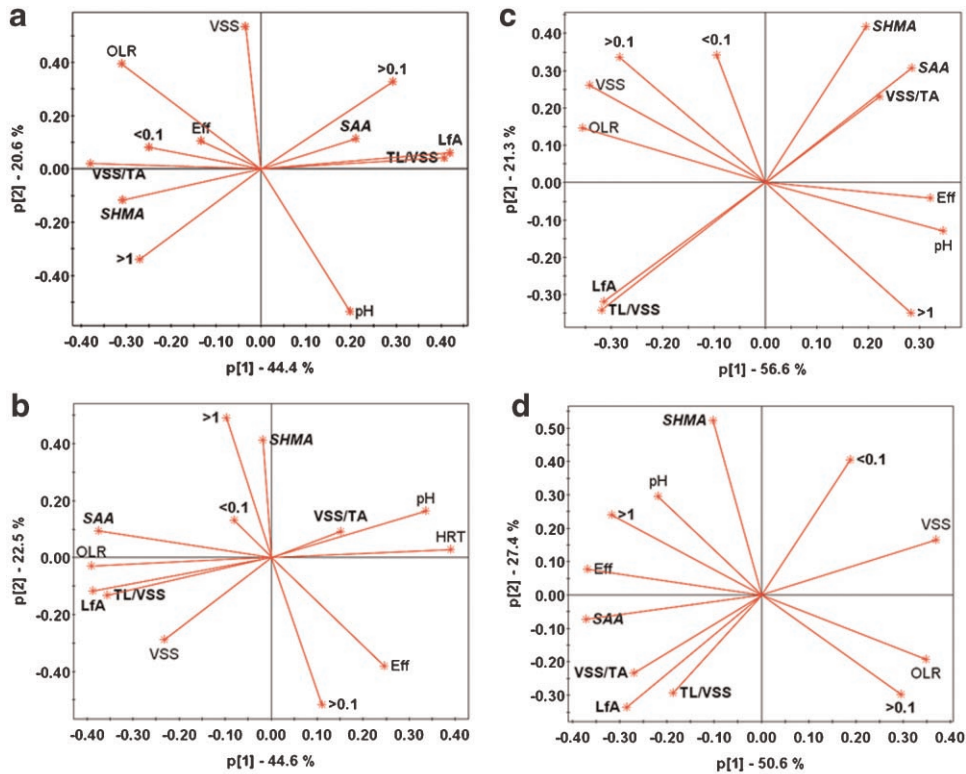 a
VSS
OLR
>0.1
<0.1
Eff
SAA
LfA
TL/VSS
VSS/TA
SHMA
>1
pH
0.40
0.20
0.00
-0.20
-0.40
p[2] - 20.6 %
-0.40 -0.30 -0.20 -0.10 0.00 0.10 0.20 0.30 0.40
p[1] - 44.4 %
c
SHMA
>0.1
<0.1
SAA
VSS
VSS/TA
OLR
Eff
pH
LfA
TL/VSS
>1
0.40
0.30
0.20
0.10
0.00
-0.10
-0.20
-0.30
p[2] - 21.3 %
-0.30 -0.20 -0.10 0.00 0.10 0.20 0.30
p[1] - 56.6 %
b
>1
SHMA
<0.1
VSS/TA
pH
SAA
HRT
OLR
LfA
TL/VSS
VSS
Eff
>0.1
0.40
0.20
0.00
-0.20
-0.40
p[2] - 22.5 %
-0.40 -0.30 -0.20 -0.10 0.00 0.10 0.20 0.30 0.40
p[1] - 44.6 %
d
SHMA
<0.1
pH
>1
VSS
Eff
SAA
VSS/TA
OLR
LfA
TL/VSS
>0.1
0.50
0.40
0.30
0.20
0.10
0.00
-0.10
-0.20
-0.30
p[2] - 27.4 %
-0.40 -0.30 -0.20 -0.10 0.00 0.10 0.20 0.30 0.40
p[1] - 50.6 %